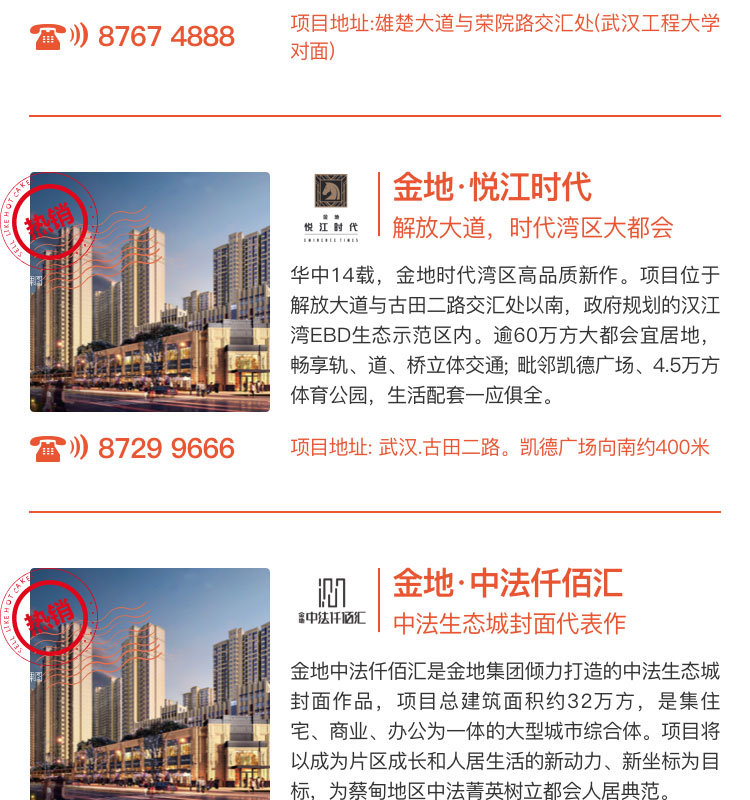 8767 4888
项目地址:雄楚大道与荣院路交汇处(武汉工程大学
对面)
热销
SELL LIKE HOT CAKE
金地
悦江时代
EMINENCE TIMES
金地·悦江时代
解放大道，时代湾区大都会
华中14载，金地时代湾区高品质新作。项目位于
解放大道与古田二路交汇处以南，政府规划的汉江
湾EBD生态示范区内。逾60万方大都会宜居地，
畅享轨、道、桥立体交通; 毗邻凯德广场、4.5万方
体育公园，生活配套一应俱全。
8729 9666
项目地址: 武汉.古田二路。凯德广场向南约400米
热销
SELL LIKE HOT CAKE
金地
中法仟佰汇
金地·中法仟佰汇
中法生态城封面代表作
金地中法仟佰汇是金地集团倾力打造的中法生态城
封面作品，项目总建筑面积约32万方，是集住
宅、商业、办公为一体的大型城市综合体。项目将
以成为片区成长和人居生活的新动力、新坐标为目
标，为蔡甸地区中法菁英树立都会人居典范。